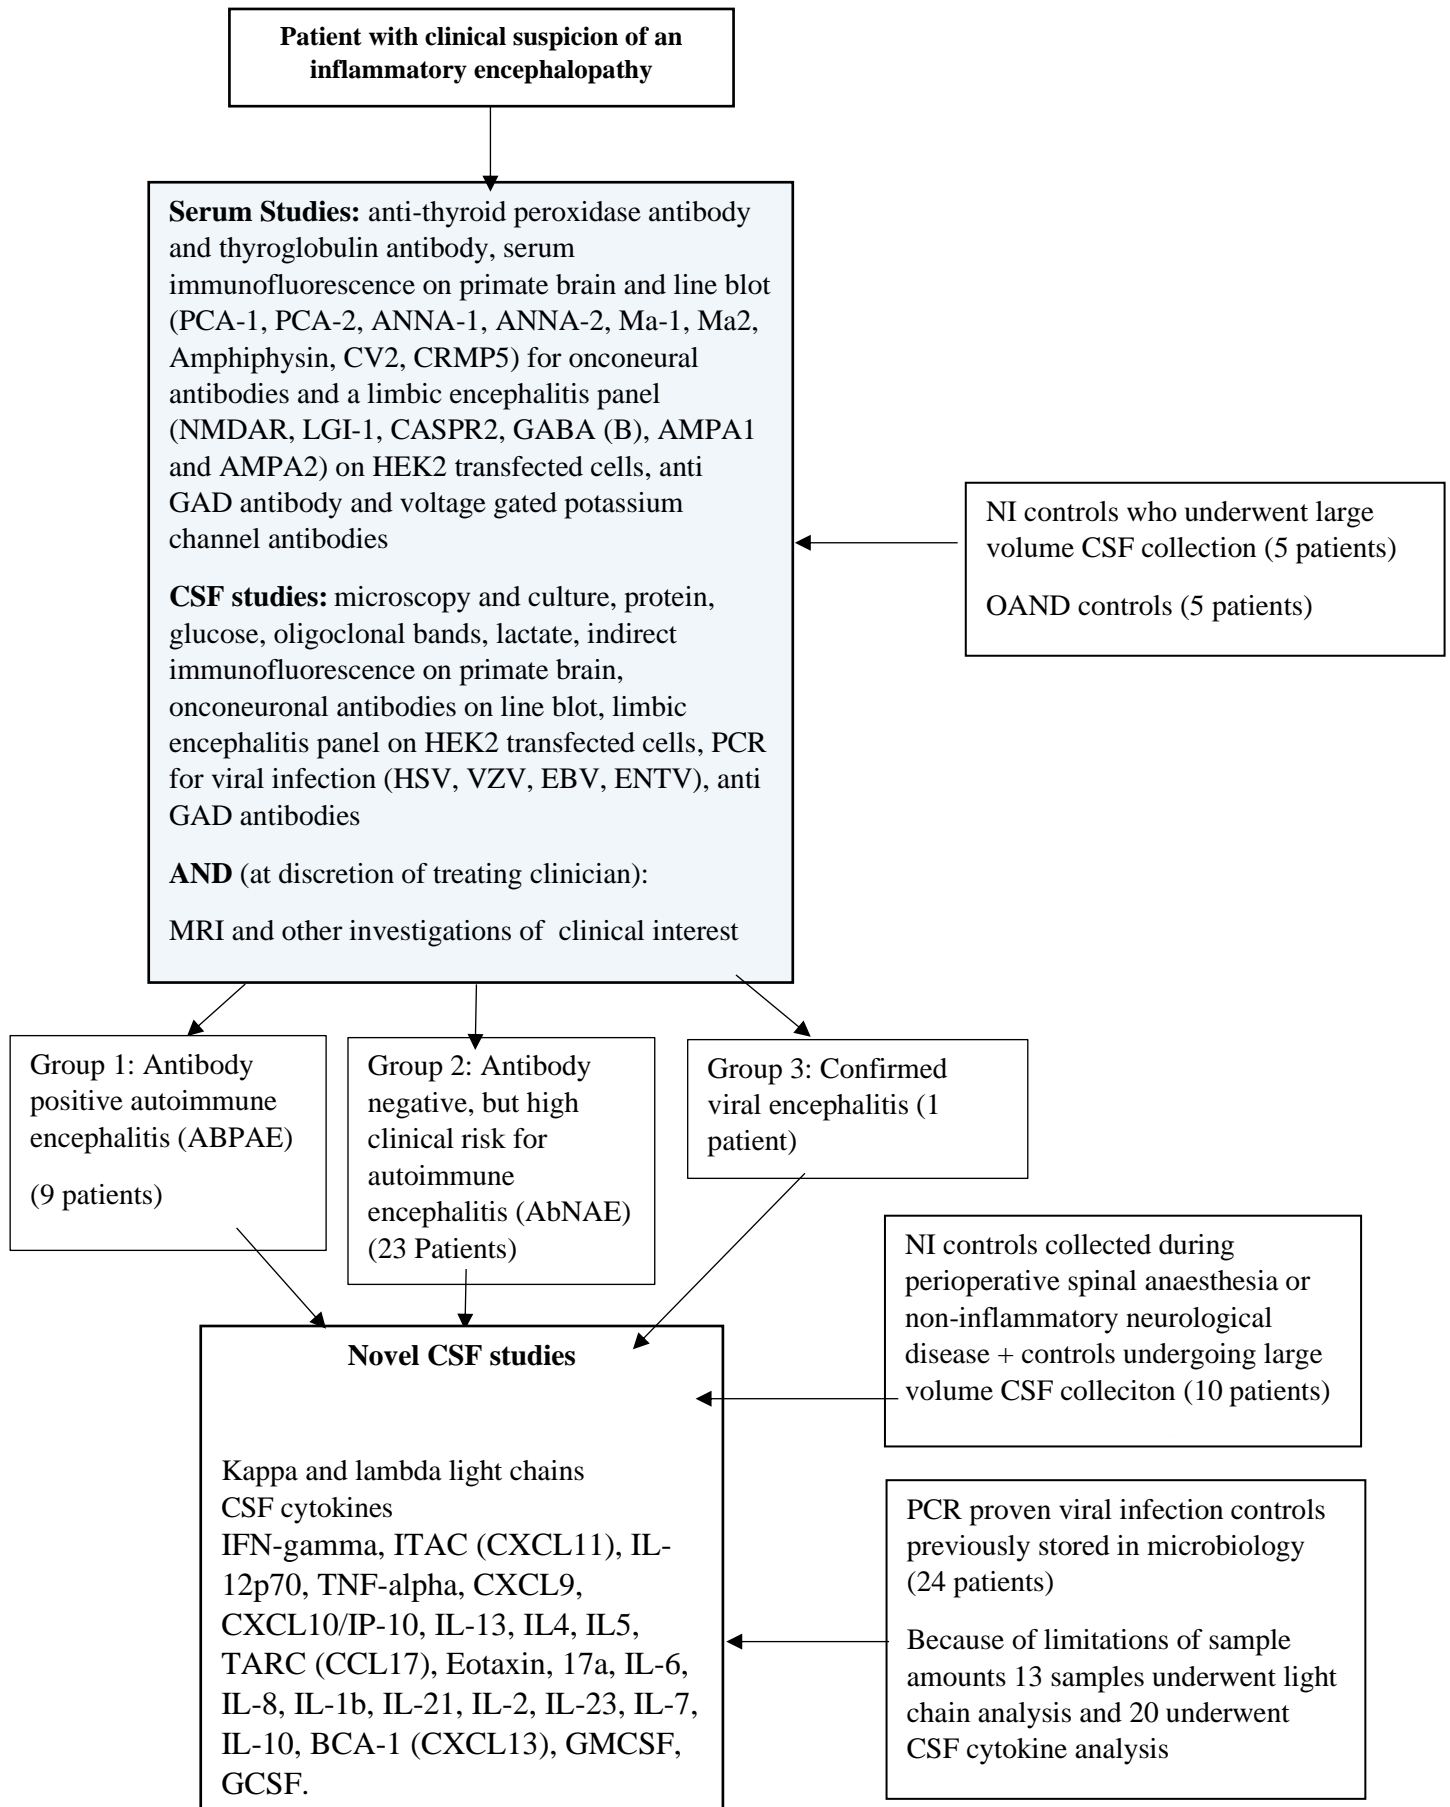 Patient with clinical suspicion of an
inflammatory encephalopathy
Serum Studies: anti-thyroid peroxidase antibody
and thyroglobulin antibody, serum
immunofluorescence on primate brain and line blot
(PCA-1, PCA-2, ANNA-1, ANNA-2, Ma-1, Ma2,
Amphiphysin, CV2, CRMP5) for onconeural
antibodies and a limbic encephalitis panel
(NMDAR, LGI-1, CASPR2, GABA (B), AMPA1
and AMPA2) on HEK2 transfected cells, anti
GAD antibody and voltage gated potassium
channel antibodies
CSF studies: microscopy and culture, protein,
glucose, oligoclonal bands, lactate, indirect
immunofluorescence on primate brain,
onconeuronal antibodies on line blot, limbic
encephalitis panel on HEK2 transfected cells, PCR
for viral infection (HSV, VZV, EBV, ENTV), anti
GAD antibodies
AND (at discretion of treating clinician):
MRI and other investigations of  clinical interest
NI controls who underwent large
volume CSF collection (5 patients)
OAND controls (5 patients)
Group 1: Antibody
positive autoimmune
encephalitis (ABPAE)
(9 patients)
Group 2: Antibody
negative, but high
clinical risk for
autoimmune
encephalitis (AbNAE)
(23 Patients)
Group 3: Confirmed
viral encephalitis (1
patient)
NI controls collected during
perioperative spinal anaesthesia or
non-inflammatory neurological
disease + controls undergoing large
volume CSF colleciton (10 patients)
Novel CSF studies
Kappa and lambda light chains
CSF cytokines
IFN-gamma, ITAC (CXCL11), IL-
12p70, TNF-alpha, CXCL9,
CXCL10/IP-10, IL-13, IL4, IL5,
TARC (CCL17), Eotaxin, 17a, IL-6,
IL-8, IL-1b, IL-21, IL-2, IL-23, IL-7,
IL-10, BCA-1 (CXCL13), GMCSF,
GCSF.
PCR proven viral infection controls
previously stored in microbiology
(24 patients)
Because of limitations of sample
amounts 13 samples underwent light
chain analysis and 20 underwent
CSF cytokine analysis